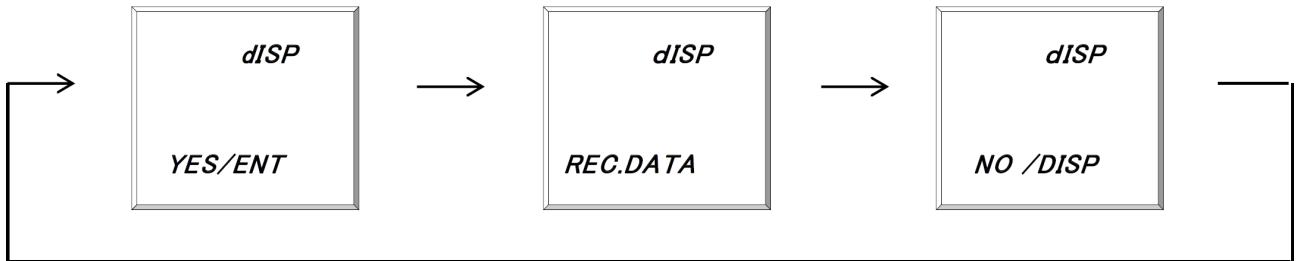 dISP
YES/ENT
dISP
REC.DATA
dISP
NO /DISP